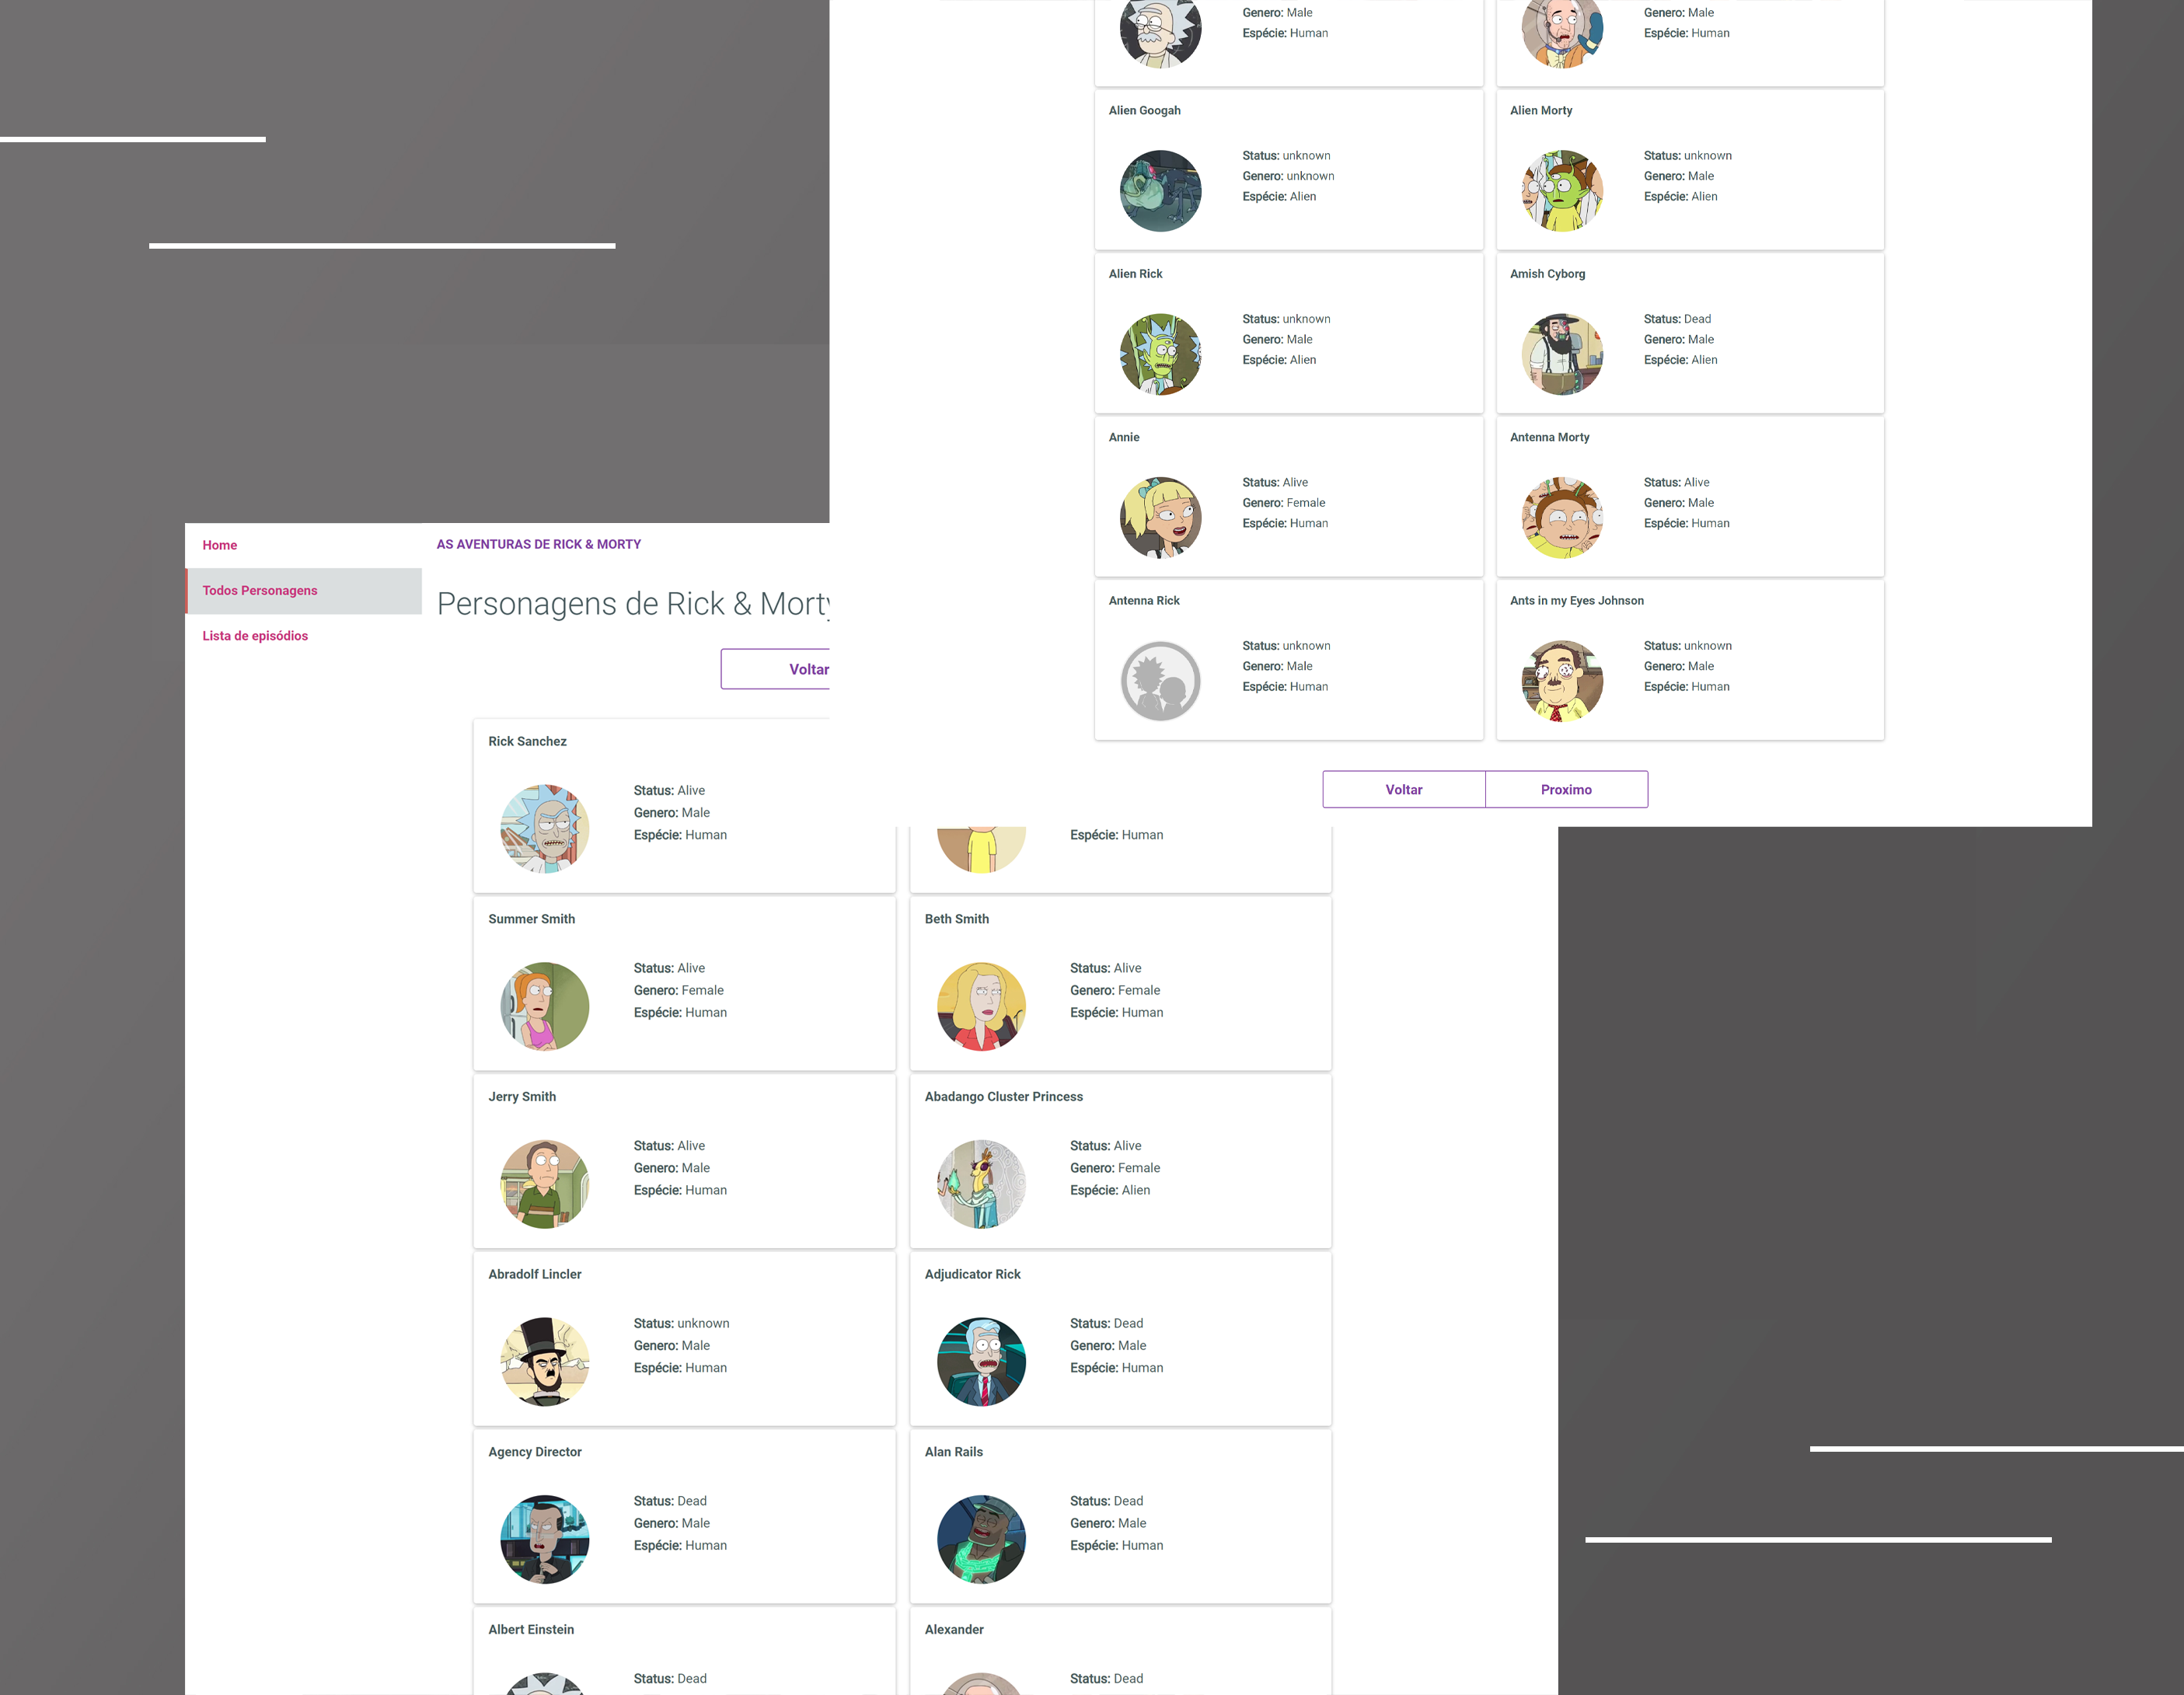 Genero: Male
Espécie: Human
Genero: Male
Espécie: Human
Alien Googah
Status: unknown
Genero: unknown
Espécie: Alien
Alien Morty
Status: unknown
Genero: Male
Espécie: Alien
Alien Rick
Status: unknown
Genero: Male
Espécie: Alien
Amish Cyborg
Status: Dead
Genero: Male
Espécie: Alien
Annie
Status: Alive
Genero: Female
Espécie: Human
Antenna Morty
Status: Alive
Genero: Male
Espécie: Human
Antenna Rick
Status: unknown
Genero: Male
Espécie: Human
Ants in my Eyes Johnson
Status: unknown
Genero: Male
Espécie: Human
Voltar
Proximo
Home
Todos Personagens
Lista de episódios
AS AVENTURAS DE RICK & MORTY
Personagens de Rick & Morty
Voltar
Rick Sanchez
Status: Alive
Genero: Male
Espécie: Human
Espécie: Human
Summer Smith
Status: Alive
Genero: Female
Espécie: Human
Beth Smith
Status: Alive
Genero: Female
Espécie: Human
Jerry Smith
Status: Alive
Genero: Male
Espécie: Human
Abadango Cluster Princess
Status: Alive
Genero: Female
Espécie: Alien
Abradolf Lincler
Status: unknown
Genero: Male
Espécie: Human
Adjudicator Rick
Status: Dead
Genero: Male
Espécie: Human
Agency Director
Status: Dead
Genero: Male
Espécie: Human
Alan Rails
Status: Dead
Genero: Male
Espécie: Human
Albert Einstein
Status: Dead
Alexander
Status: Dead